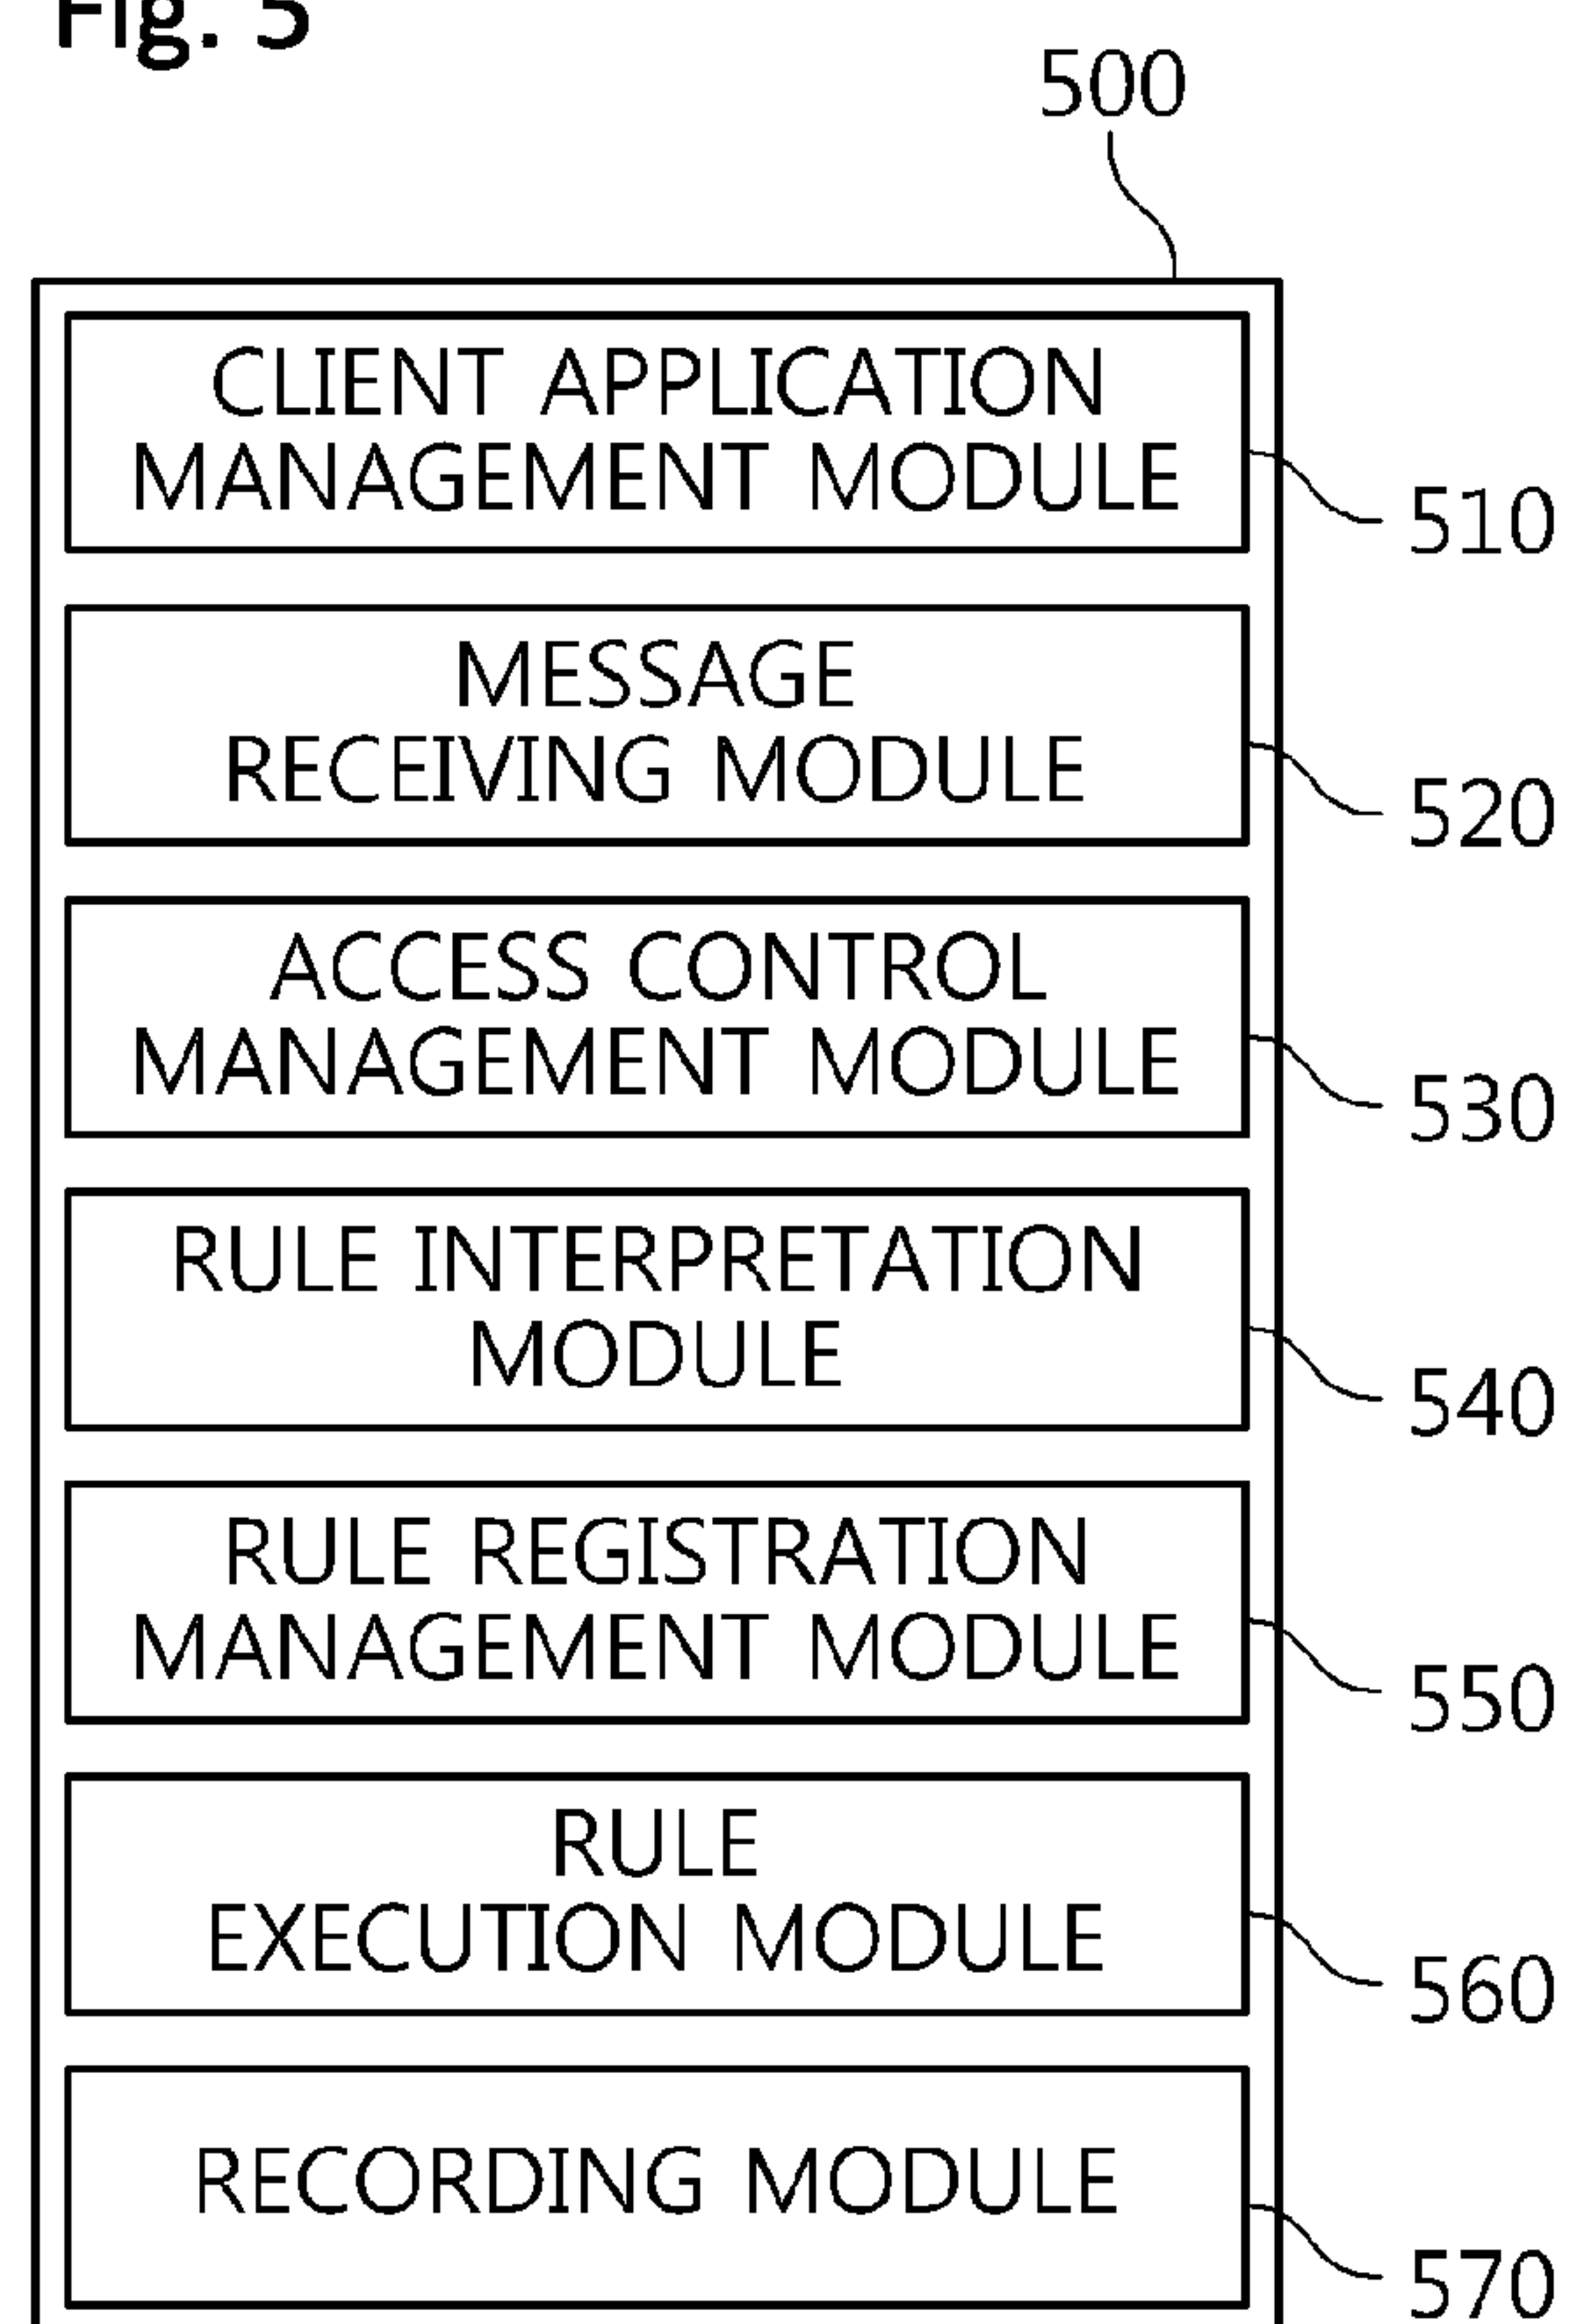 Fig. 5
500
CLIENT APPLICATION
MANAGEMENT MODULE
510
MESSAGE
RECEIVING MODULE
520
ACCESS CONTROL
MANAGEMENT MODULE
530
RULE INTERPRETATION
MODULE
540
RULE REGISTRATION
MANAGEMENT MODULE
550
RULE
EXECUTION MODULE
560
RECORDING MODULE
570